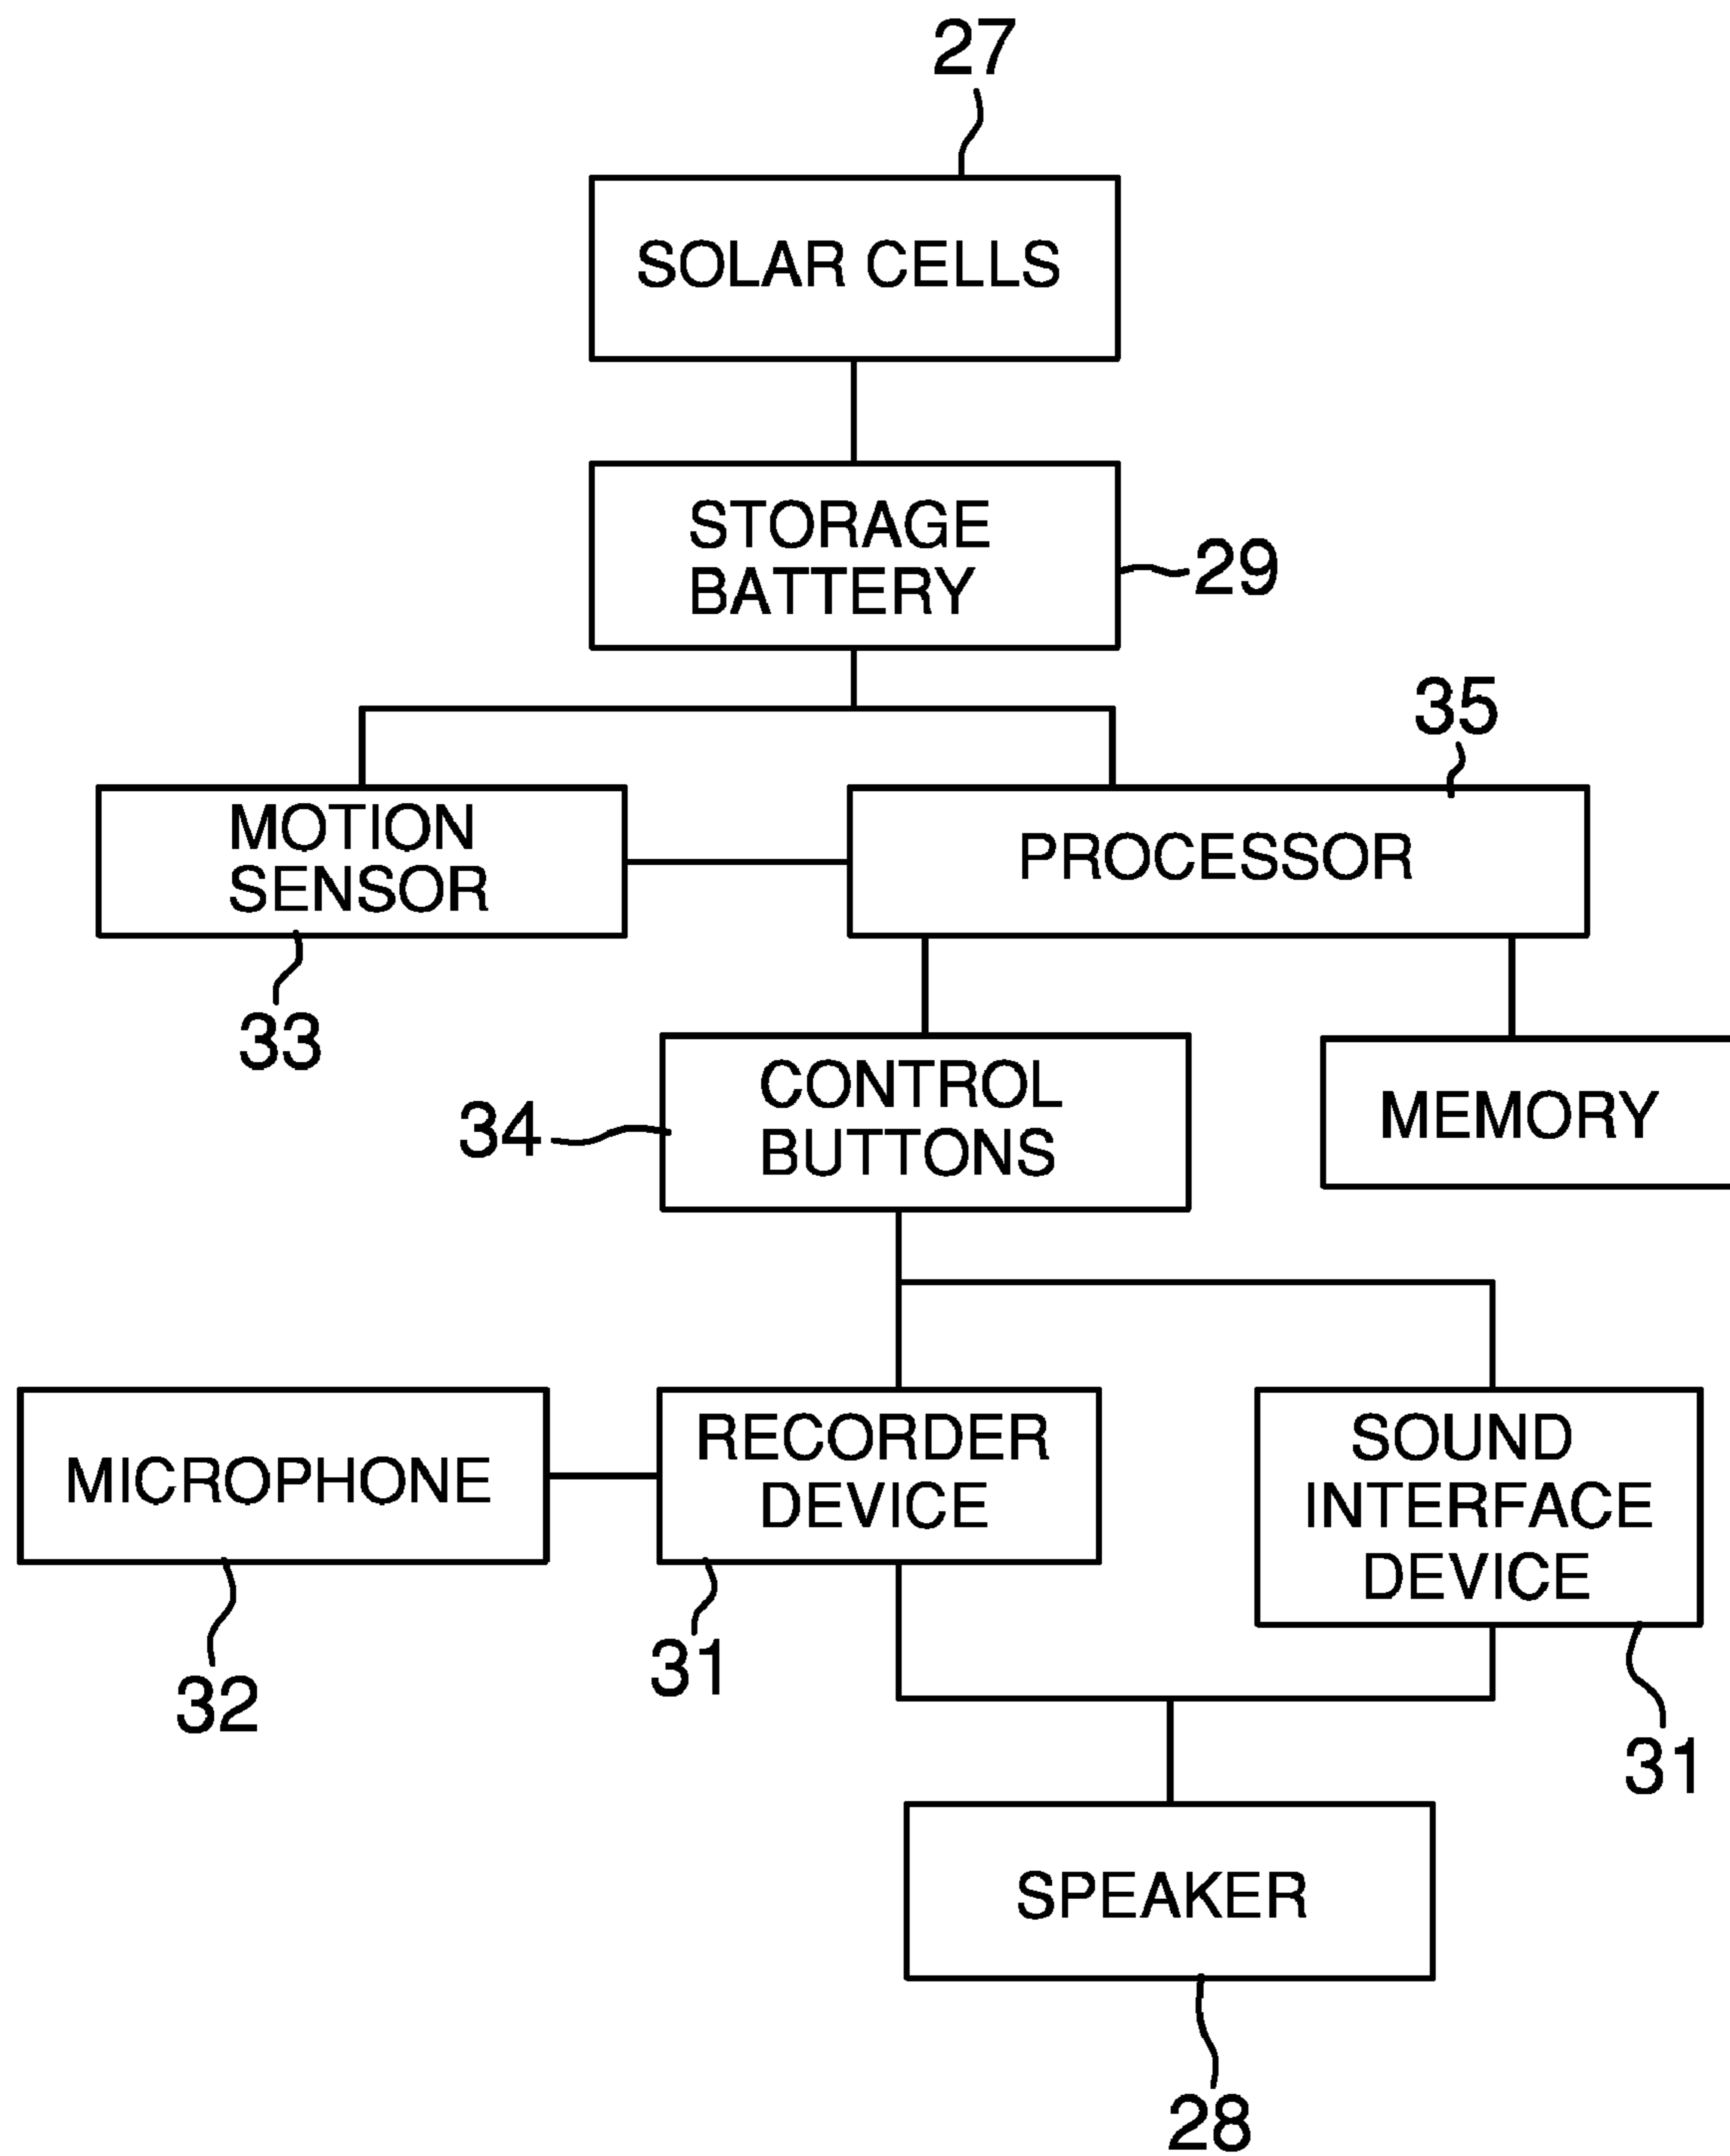 27
SOLAR CELLS
STORAGE
BATTERY
29
35
MOTION
SENSOR
PROCESSOR
33
CONTROL
BUTTONS
34
MEMORY
MICROPHONE
RECORDER
DEVICE
SOUND
INTERFACE
DEVICE
32
31
31
SPEAKER
28